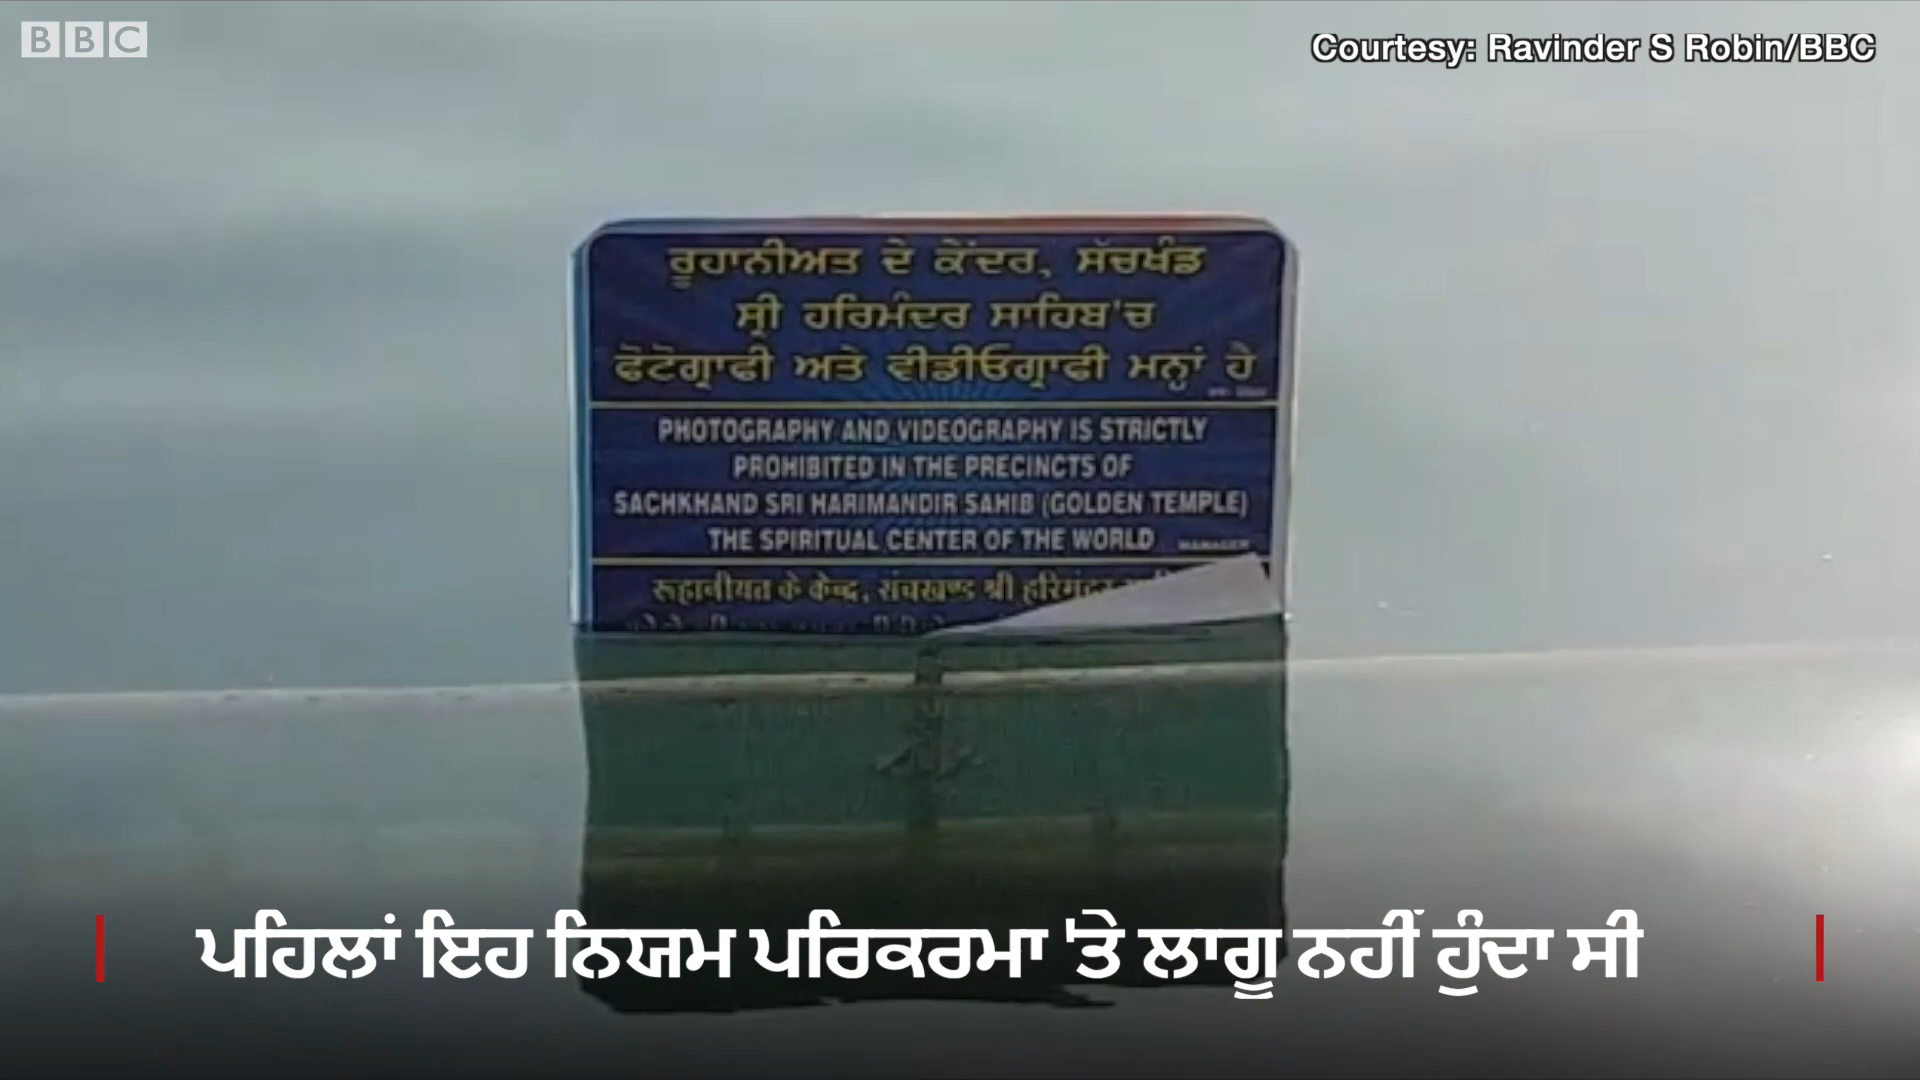 BBC
Courtesy: Ravinder S Robin/BBC
ਰੂਹਾਨੀਅਤ ਦੇ ਕੇਂਦਰ, ਸੱਚਖੰਡ
ਸ੍ਰੀ ਹਰਿਮੰਦਰ ਸਾਹਿਬ'ਚ
ਫੋਟੋਗ੍ਰਾਫੀ ਅਤੇ ਵੀਡੀਓਗ੍ਰਾਫੀ ਮਨ੍ਹਾਂ ਹੈ
PHOTOGRAPHY AND VIDEOGRAPHY IS STRICTLY
PROHIBITED IN THE PRECINCTS OF
SACHKHAND SRI HARIMANDIR SAHIB (GOLDEN TEMPLE)
THE SPIRITUAL CENTER OF THE WORLD MANAGER
रूहानीयत के केन्द्र, सचखण्ड श्री
ਪਹਿਲਾਂ ਇਹ ਨਿਯਮ ਪਰਿਕਰਮਾ 'ਤੇ ਲਾਗੂ ਨਹੀਂ ਹੁੰਦਾ ਸੀ